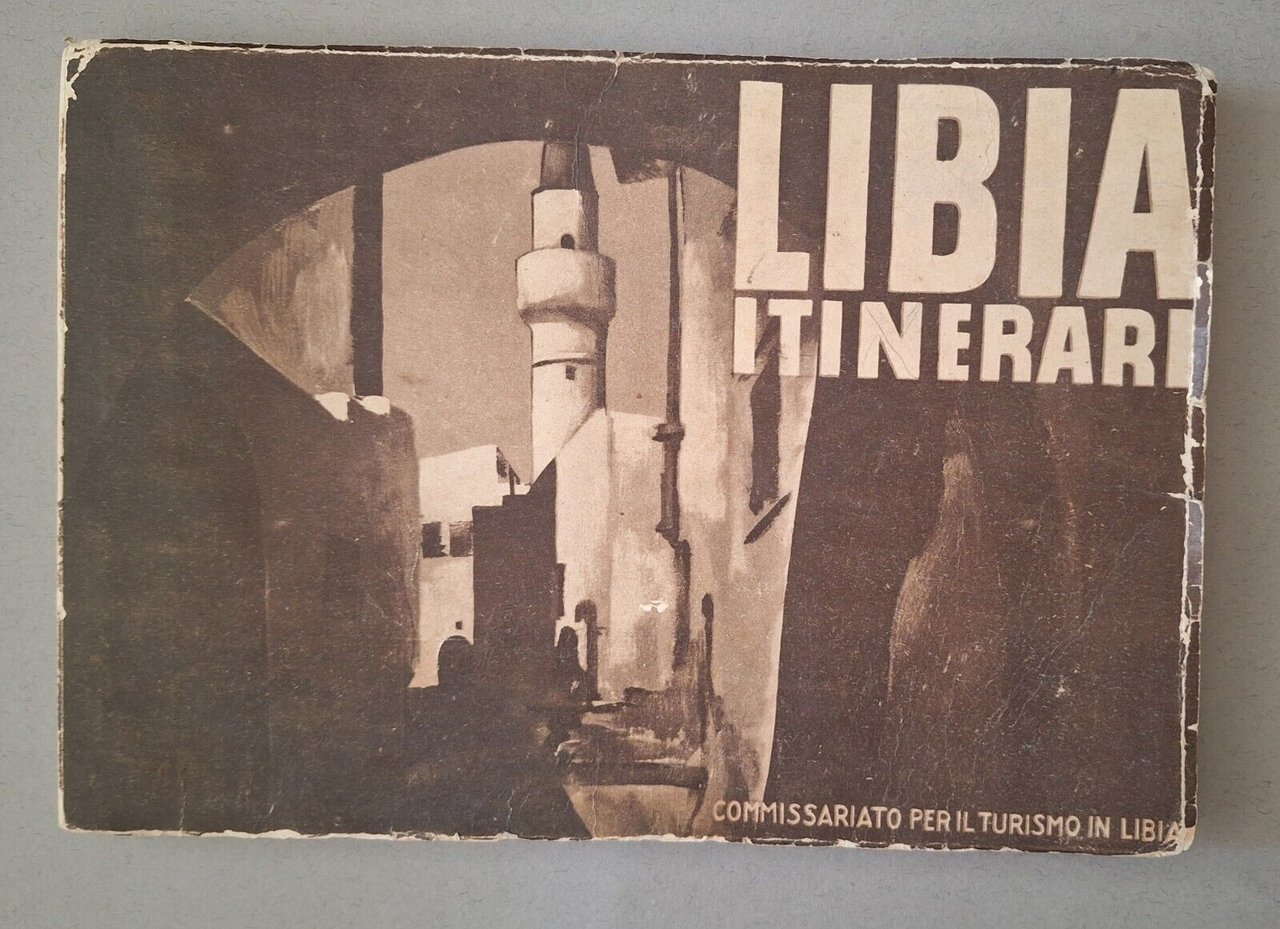 LIBIA
ITINERARI
COMMISSARIATO PER IL TURISMO IN LIBIA